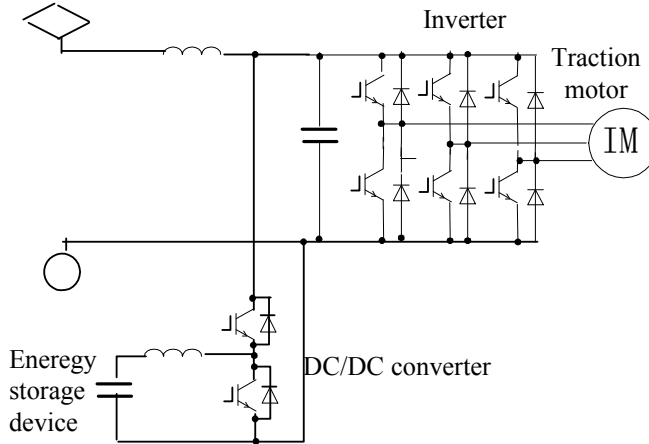 Inverter
Traction
motor
IM
DC/DC converter
Eneregy
storage
device